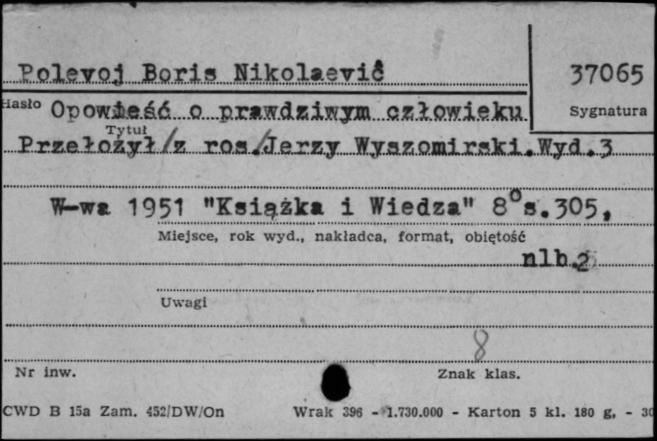 Polevoj Boris Nikolaevič 37065
Hasło Opowieść o prawdziwym człowieku Sygnatura
Tytuł
Przełożył/z ros./Jerzy Wyszomirski.Wyd.3
W-wa 1951 "Książka i Wiedza" 8° s.305,
Miejsce, rok wyd., nakładca, format, objętość
nlb.2
Uwagi
8
Nr inw. Znak klas.
CWD B 15a Zam. 452/DW/On Wrak 396 - 1.730.000 - Karton 5 kl. 180 g, - 30